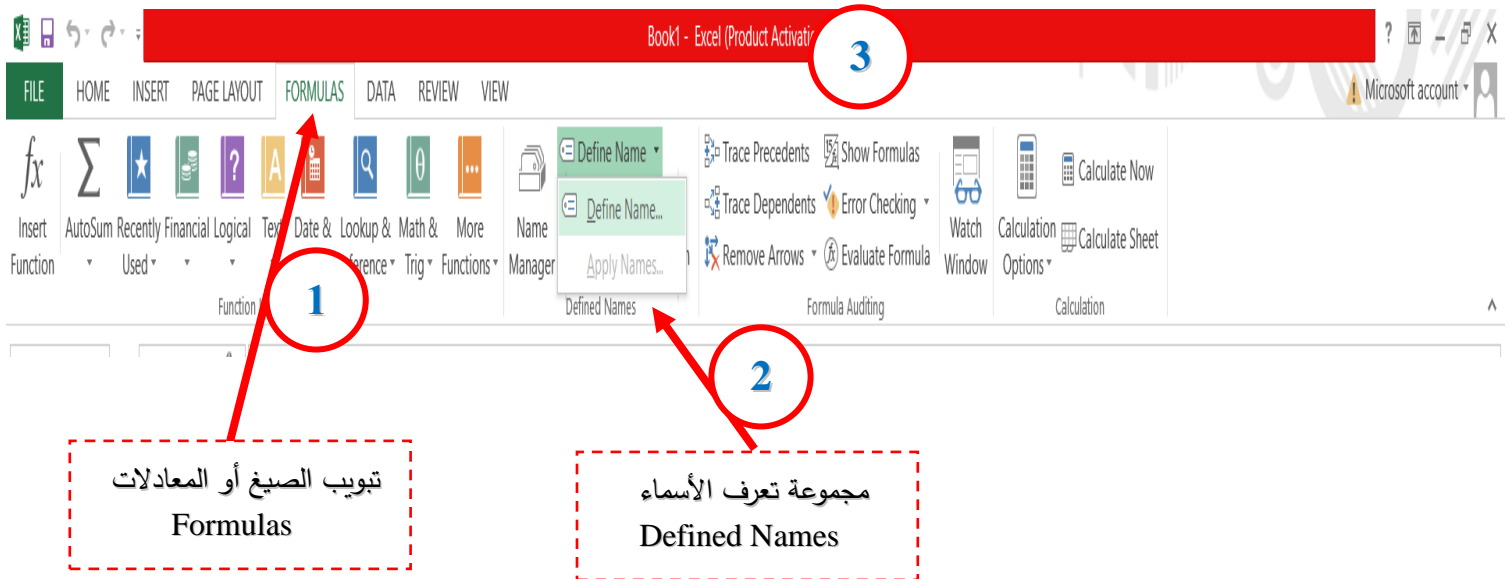 Book1 - Excel (Product Activatio
3
?
FILE HOME INSERT PAGE LAYOUT FORMULAS DATA REVIEW VIEW
Microsoft account
fx
Insert Function
AutoSum
Recently Used
Financial
Logical
Text
Date &
Lookup &
Math & Trig
More Functions
Name Manager
Define Name
Define Name...
Apply Names...
Defined Names
Trace Precedents
Trace Dependents
Remove Arrows
Show Formulas
Error Checking
Evaluate Formula
Watch Window
Formula Auditing
Calculation Options
Calculate Now
Calculate Sheet
Calculation
Function
1
2
تبويب الصيغ أو المعادلات
Formulas
مجموعة تعرف الأسماء
Defined Names